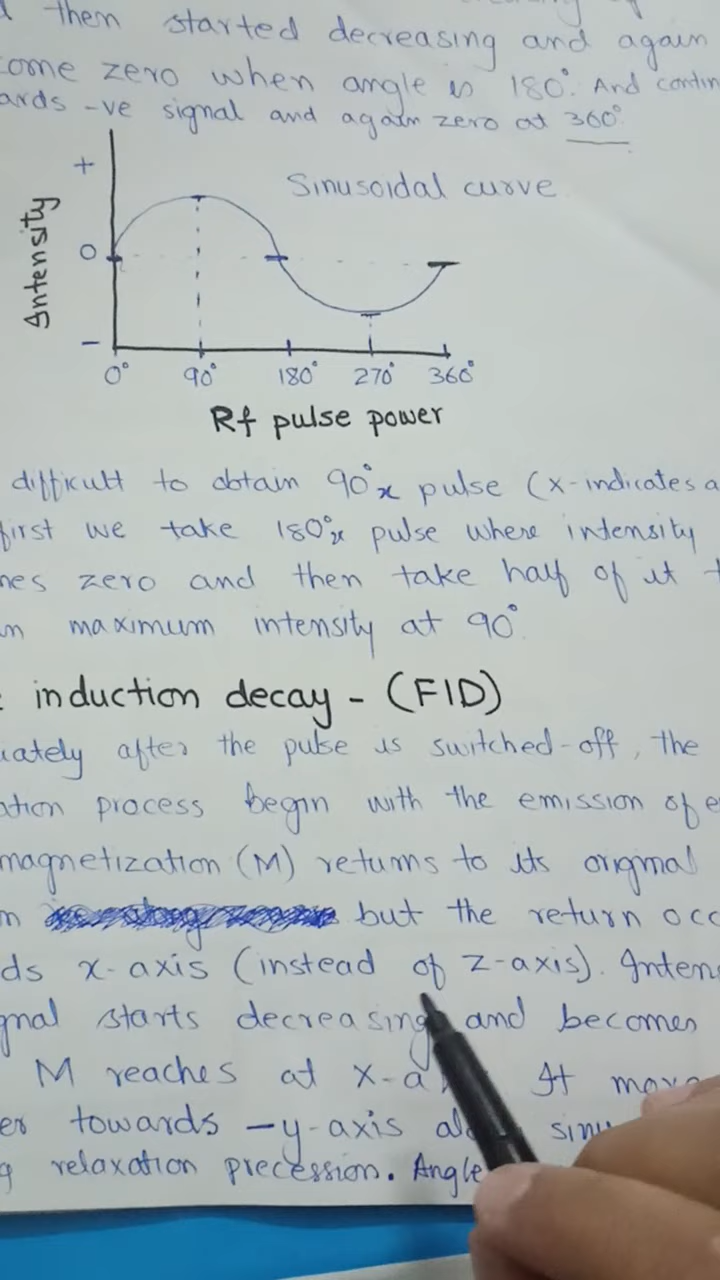 then started decreasing and again
ome zero when angle is 180°. And contin
ards -ve signal and again zero at 360°
+
Sinusoidal curve
Intensity
0
-
0° 90° 180° 270° 360°
Rf pulse power
difficult to obtain 90°x pulse (x-indicates a
first we take 180°x pulse where intensity
mes zero and then take half of it t
n maximum intensity at 90°
induction decay - (FID)
iately after the pulse is switched-off, the
ation process begin with the emission of e
magnetization (M) returns to its original
n but the return occ
ds x-axis (instead of z-axis). Inten
gnal starts decreasing and becomes
M reaches at x-a It move
er towards -y-axis al sinu
g relaxation precession. Angle